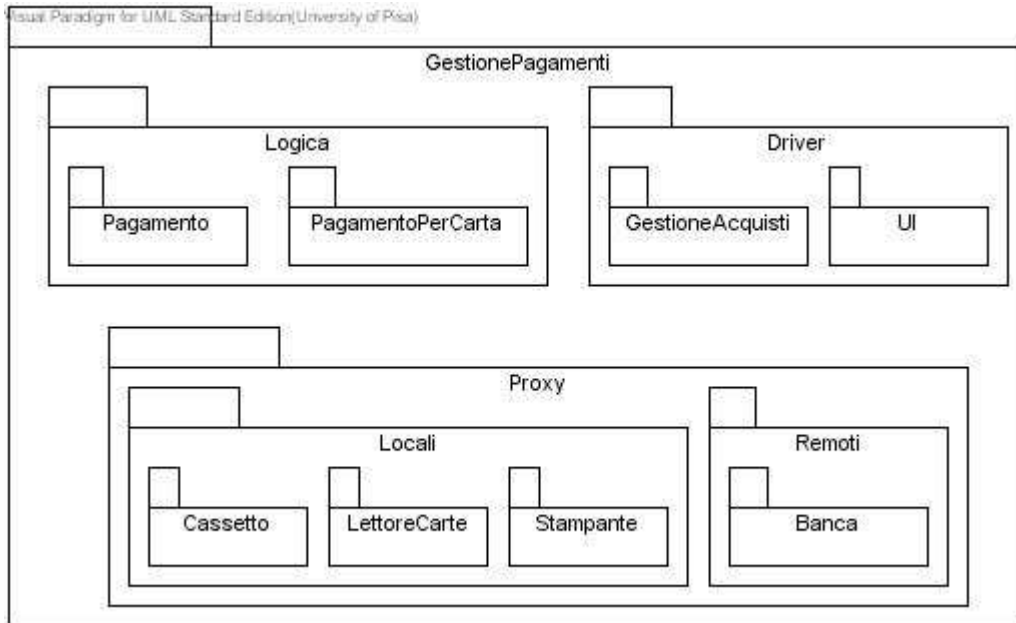 Visual Paradigm for UML Standard Edition(University of Pisa)
GestionePagamenti
Logica
Driver
Pagamento
PagamentoPerCarta
GestioneAcquisti
UI
Proxy
Locali
Remoti
Cassetto
LettoreCarte
Stampante
Banca